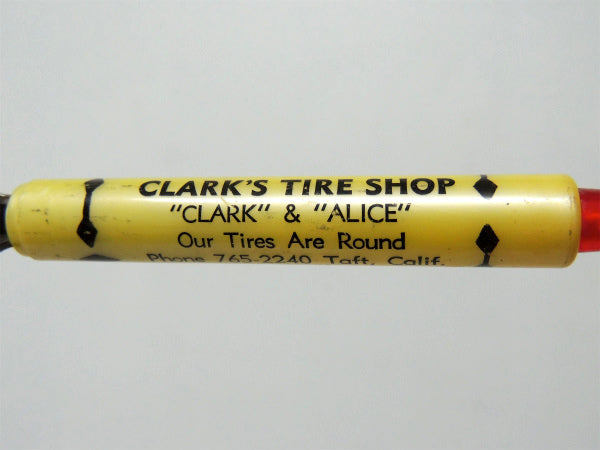 CLARK'S TIRE SHOP
"CLARK" & "ALICE"
Our Tires Are Round
Phone 765-2240 Taft, Calif.